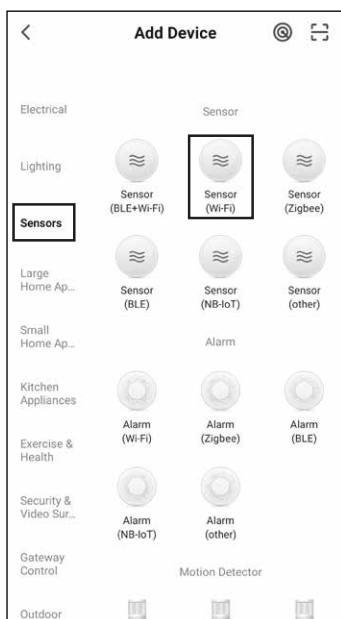 Add Device
Electrical
Lighting
Sensors
Large
Home Ap...
Small
Home Ap...
Kitchen
Appliances
Exercise &
Health
Security &
Video Sur...
Gateway
Control
Outdoor
Sensor
Sensor
(BLE+Wi-Fi)
Sensor
(Wi-Fi)
Sensor
(Zigbee)
Sensor
(BLE)
Sensor
(NB-IoT)
Sensor
(other)
Alarm
Alarm
(Wi-Fi)
Alarm
(Zigbee)
Alarm
(BLE)
Alarm
(NB-IoT)
Alarm
(other)
Motion Detector